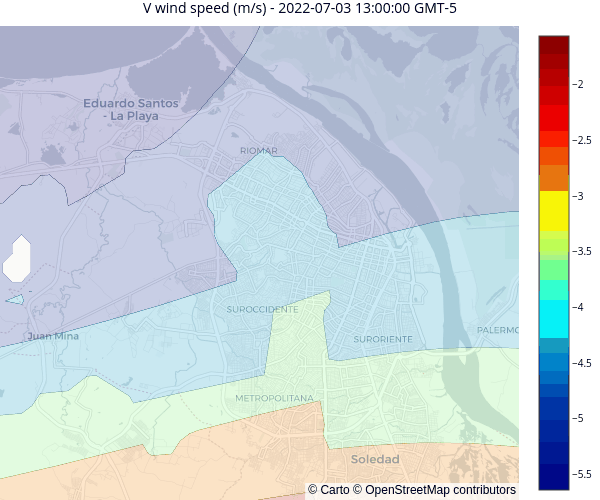 V wind speed (m/s) - 2022-07-03 13:00:00 GMT-5
Eduardo Santos
- La Playa
RIOMAR
SUROCCIDENTE
Juan Mina
SURORIENTE
PALERMO
METROPOLITANA
Soledad
−2
−2.5
−3
−3.5
−4
−4.5
−5
−5.5
© Carto © OpenStreetMap contributors